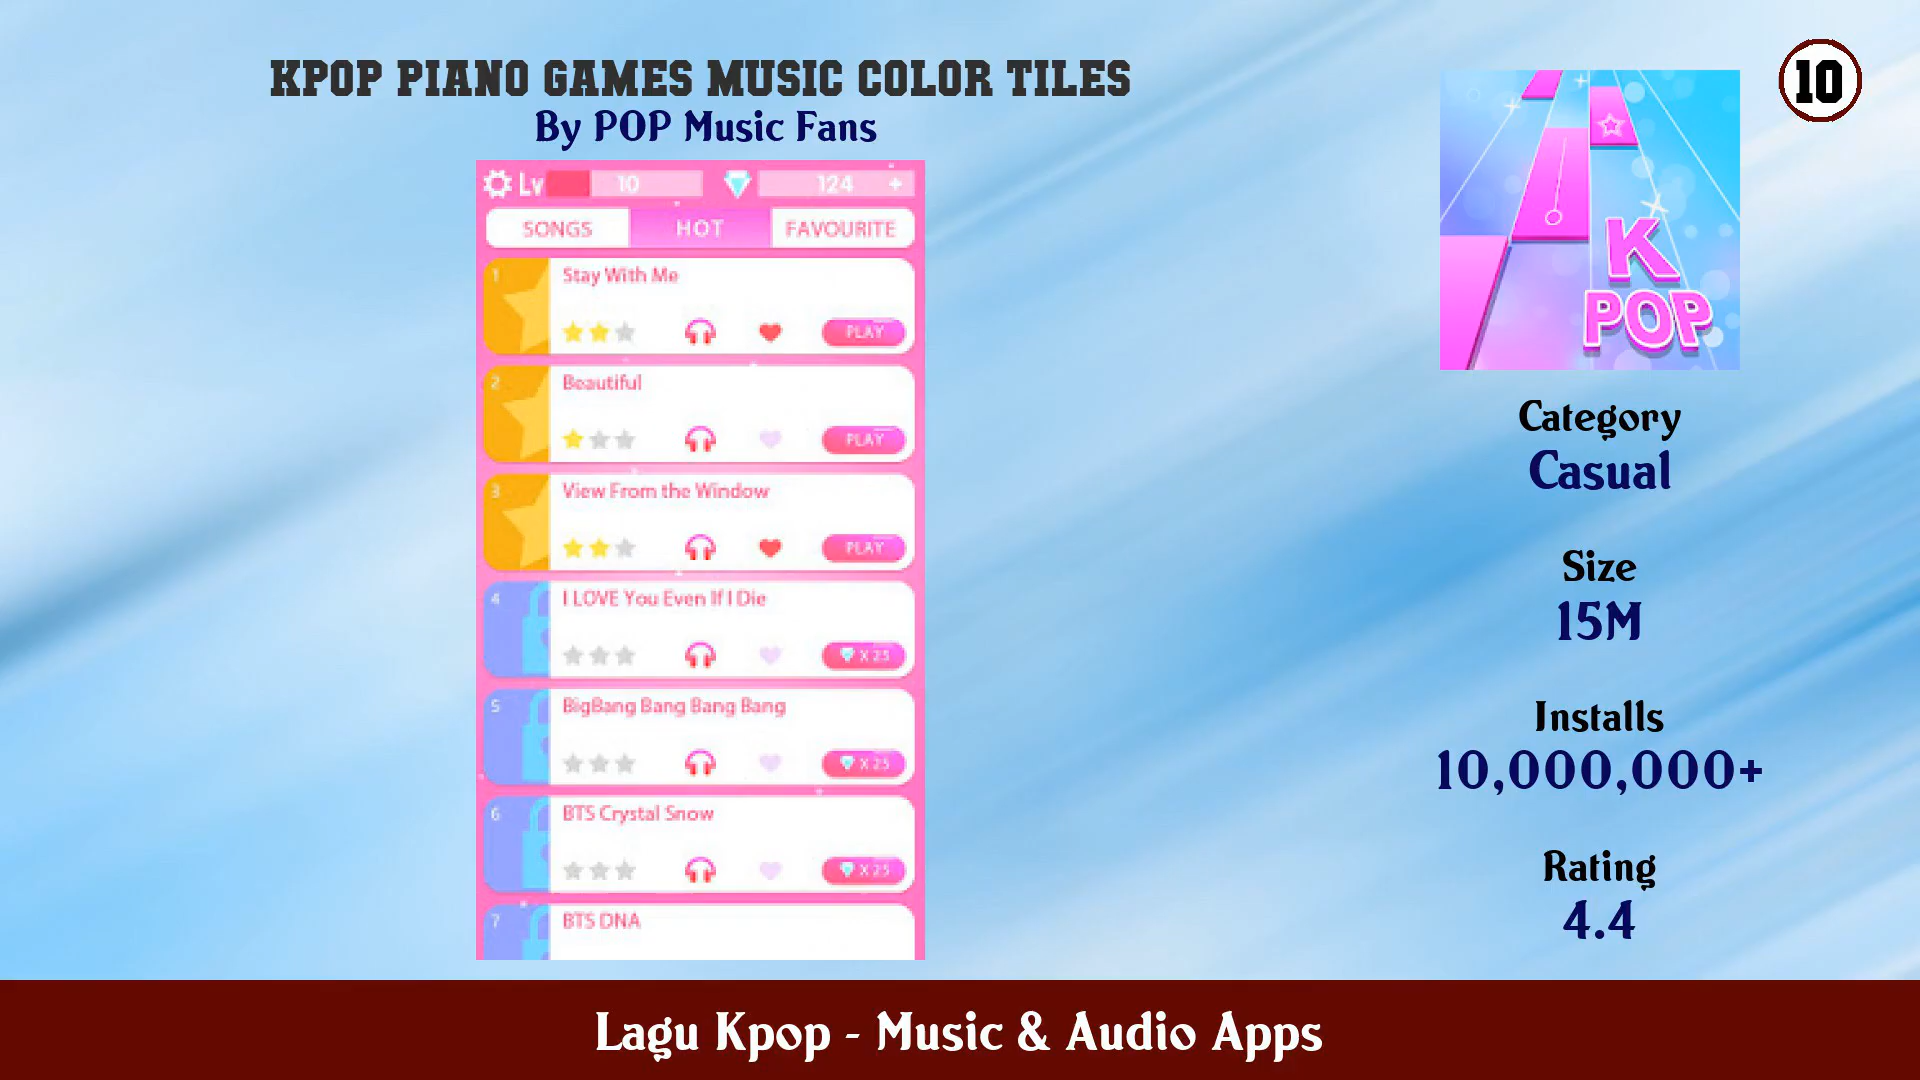 KPOP PIANO GAMES MUSIC COLOR TILES
By POP Music Fans
10
Lv 10 124 +
SONGS HOT FAVOURITE
1 Stay With Me
PLAY
2 Beautiful
PLAY
3 View From the Window
PLAY
4 I LOVE You Even If I Die
X 25
5 BigBang Bang Bang Bang
X 25
6 BTS Crystal Snow
X 25
7 BTS DNA
K
POP
Category
Casual
Size
15M
Installs
10,000,000+
Rating
4.4
Lagu Kpop - Music & Audio Apps